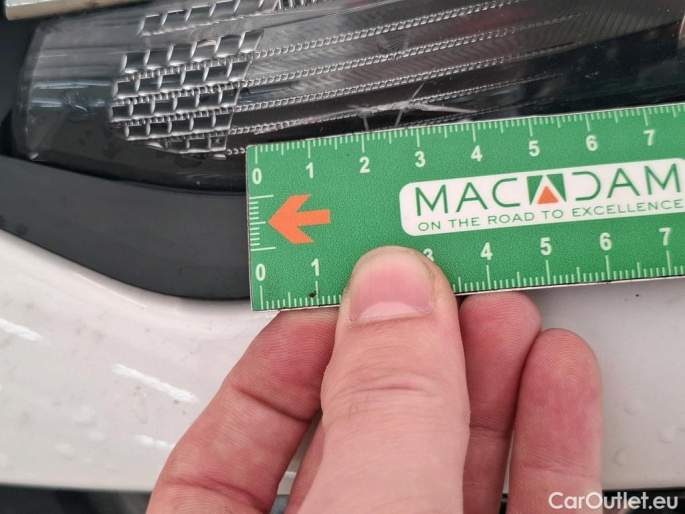 0 1 2 3 4 5 6 7
MACADAM
ON THE ROAD TO EXCELLENCE
0 1 3 4 5 6 7
CarOutlet.eu